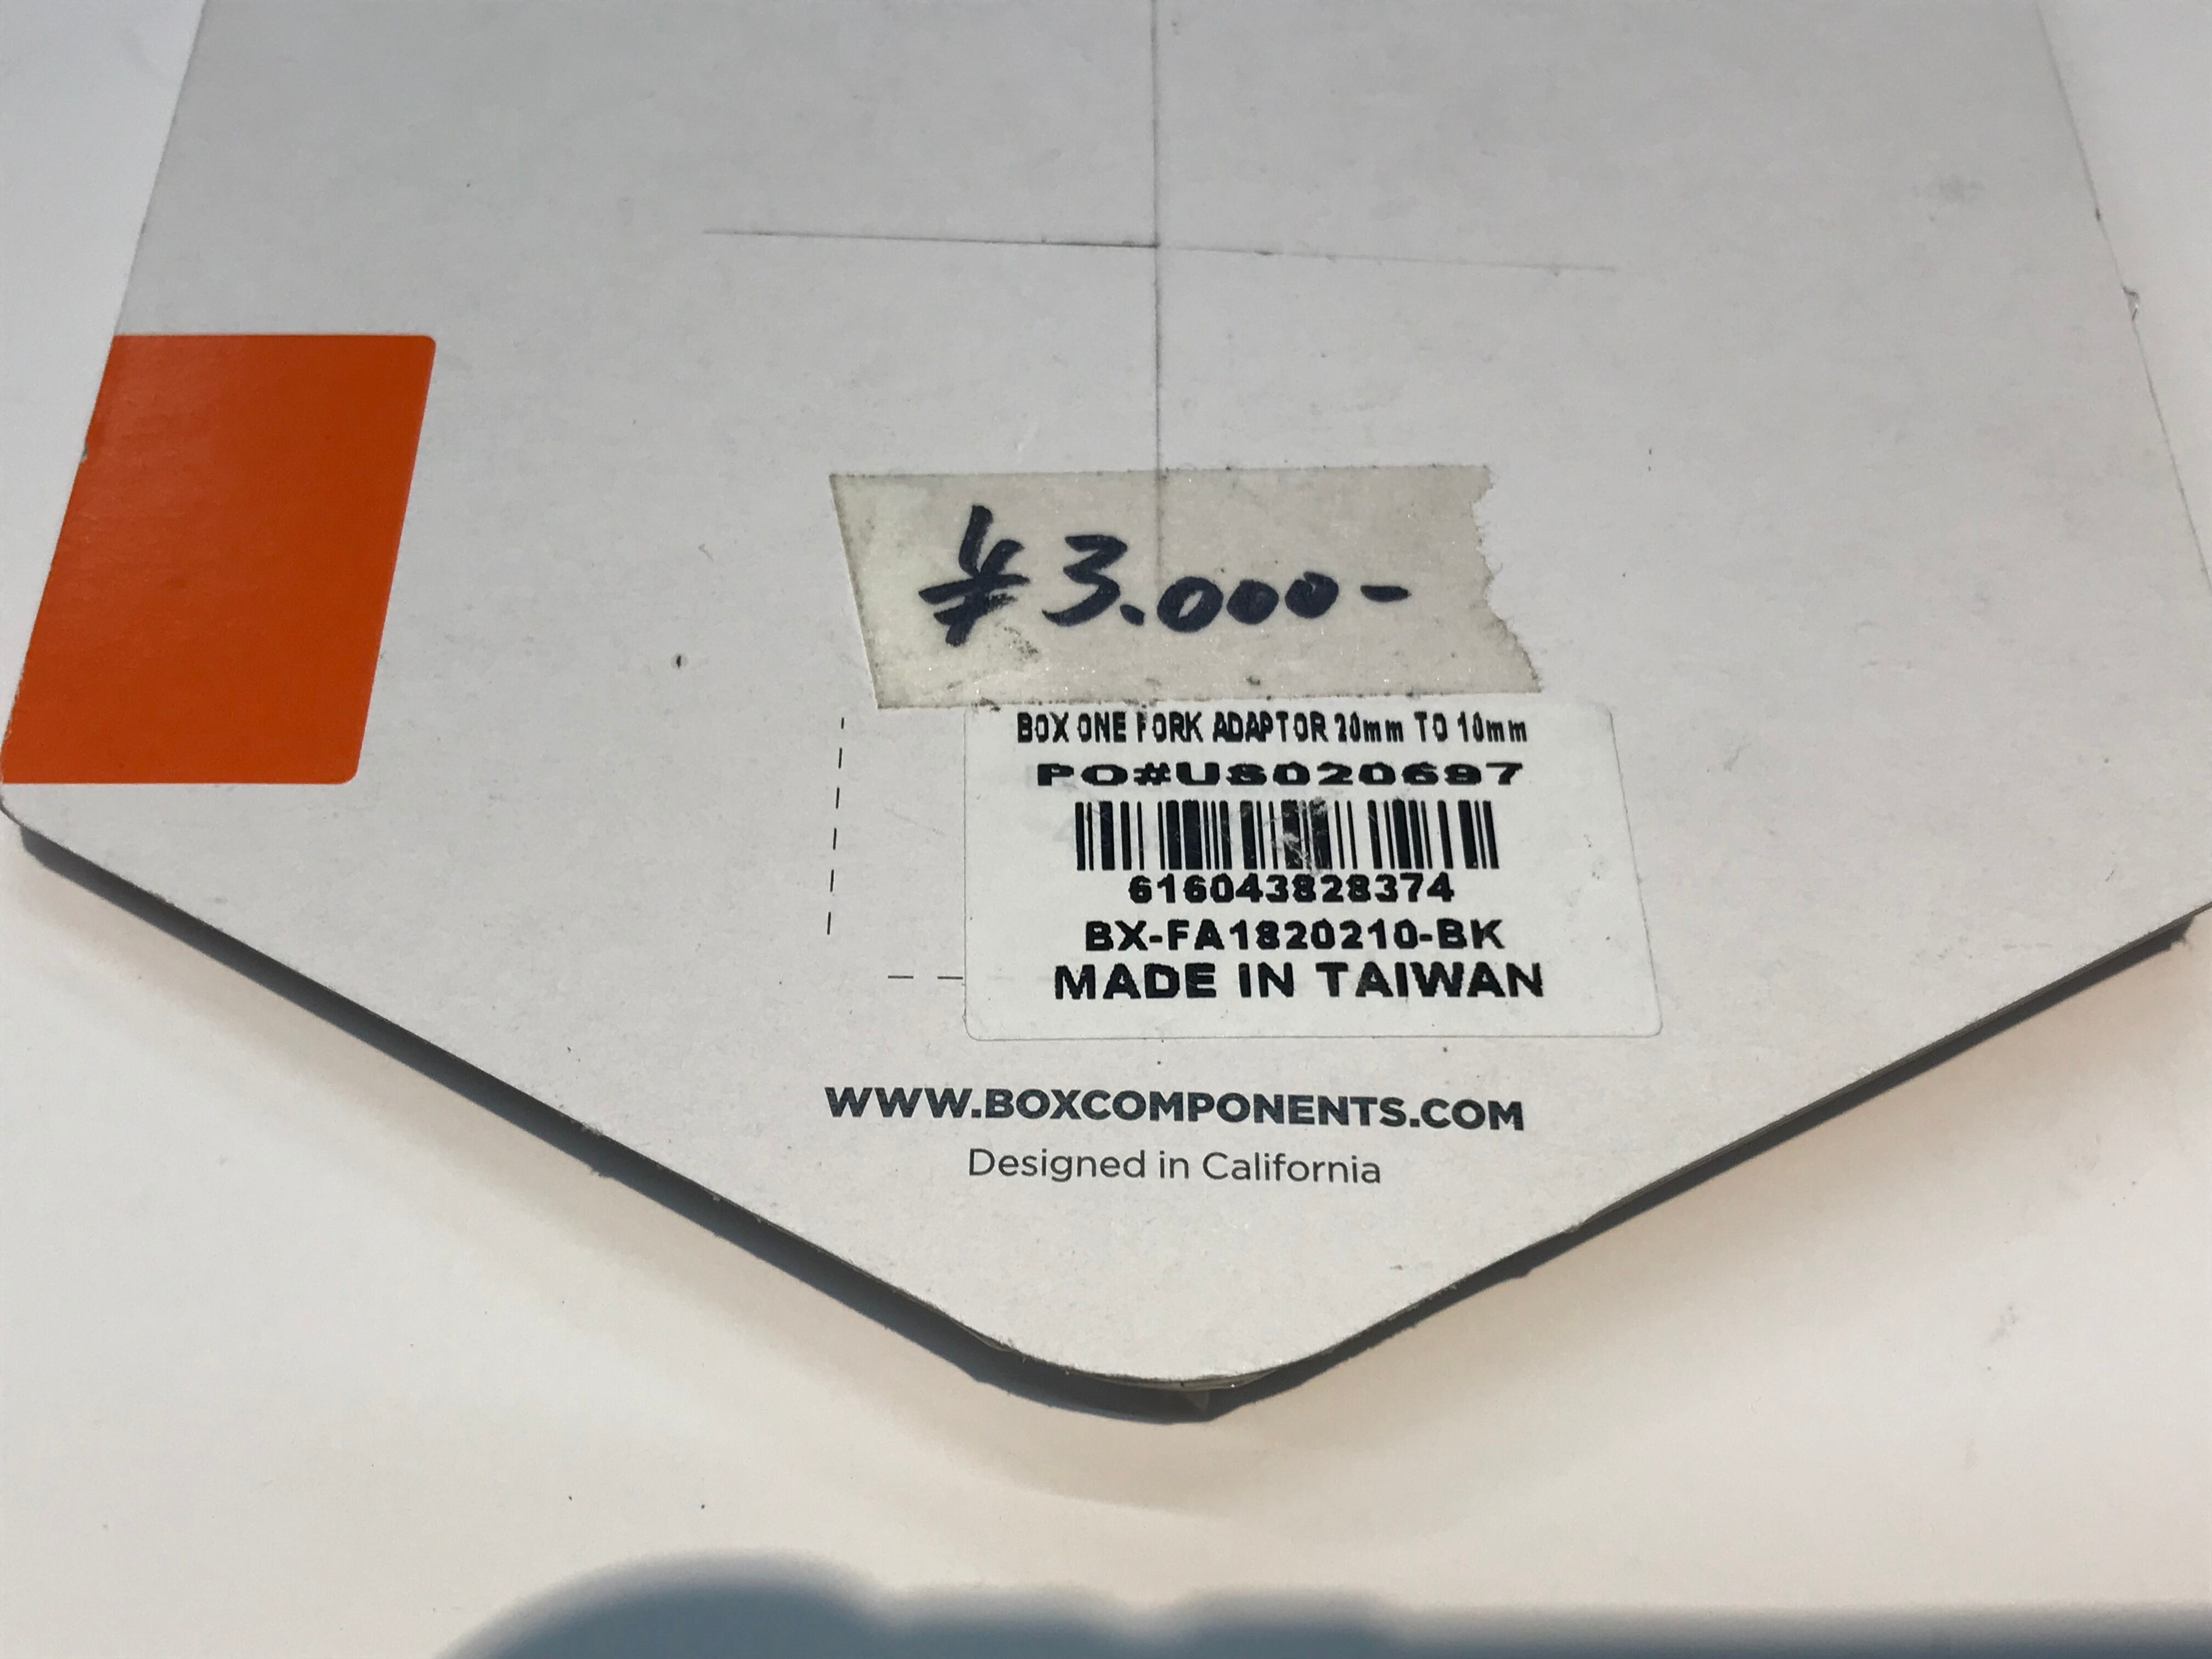 ¥3.000-
BOX ONE FORK ADAPTOR 20mm TO 10mm
PO#US020697
616043828374
BX-FA1820210-BK
MADE IN TAIWAN
WWW.BOXCOMPONENTS.COM
Designed in California